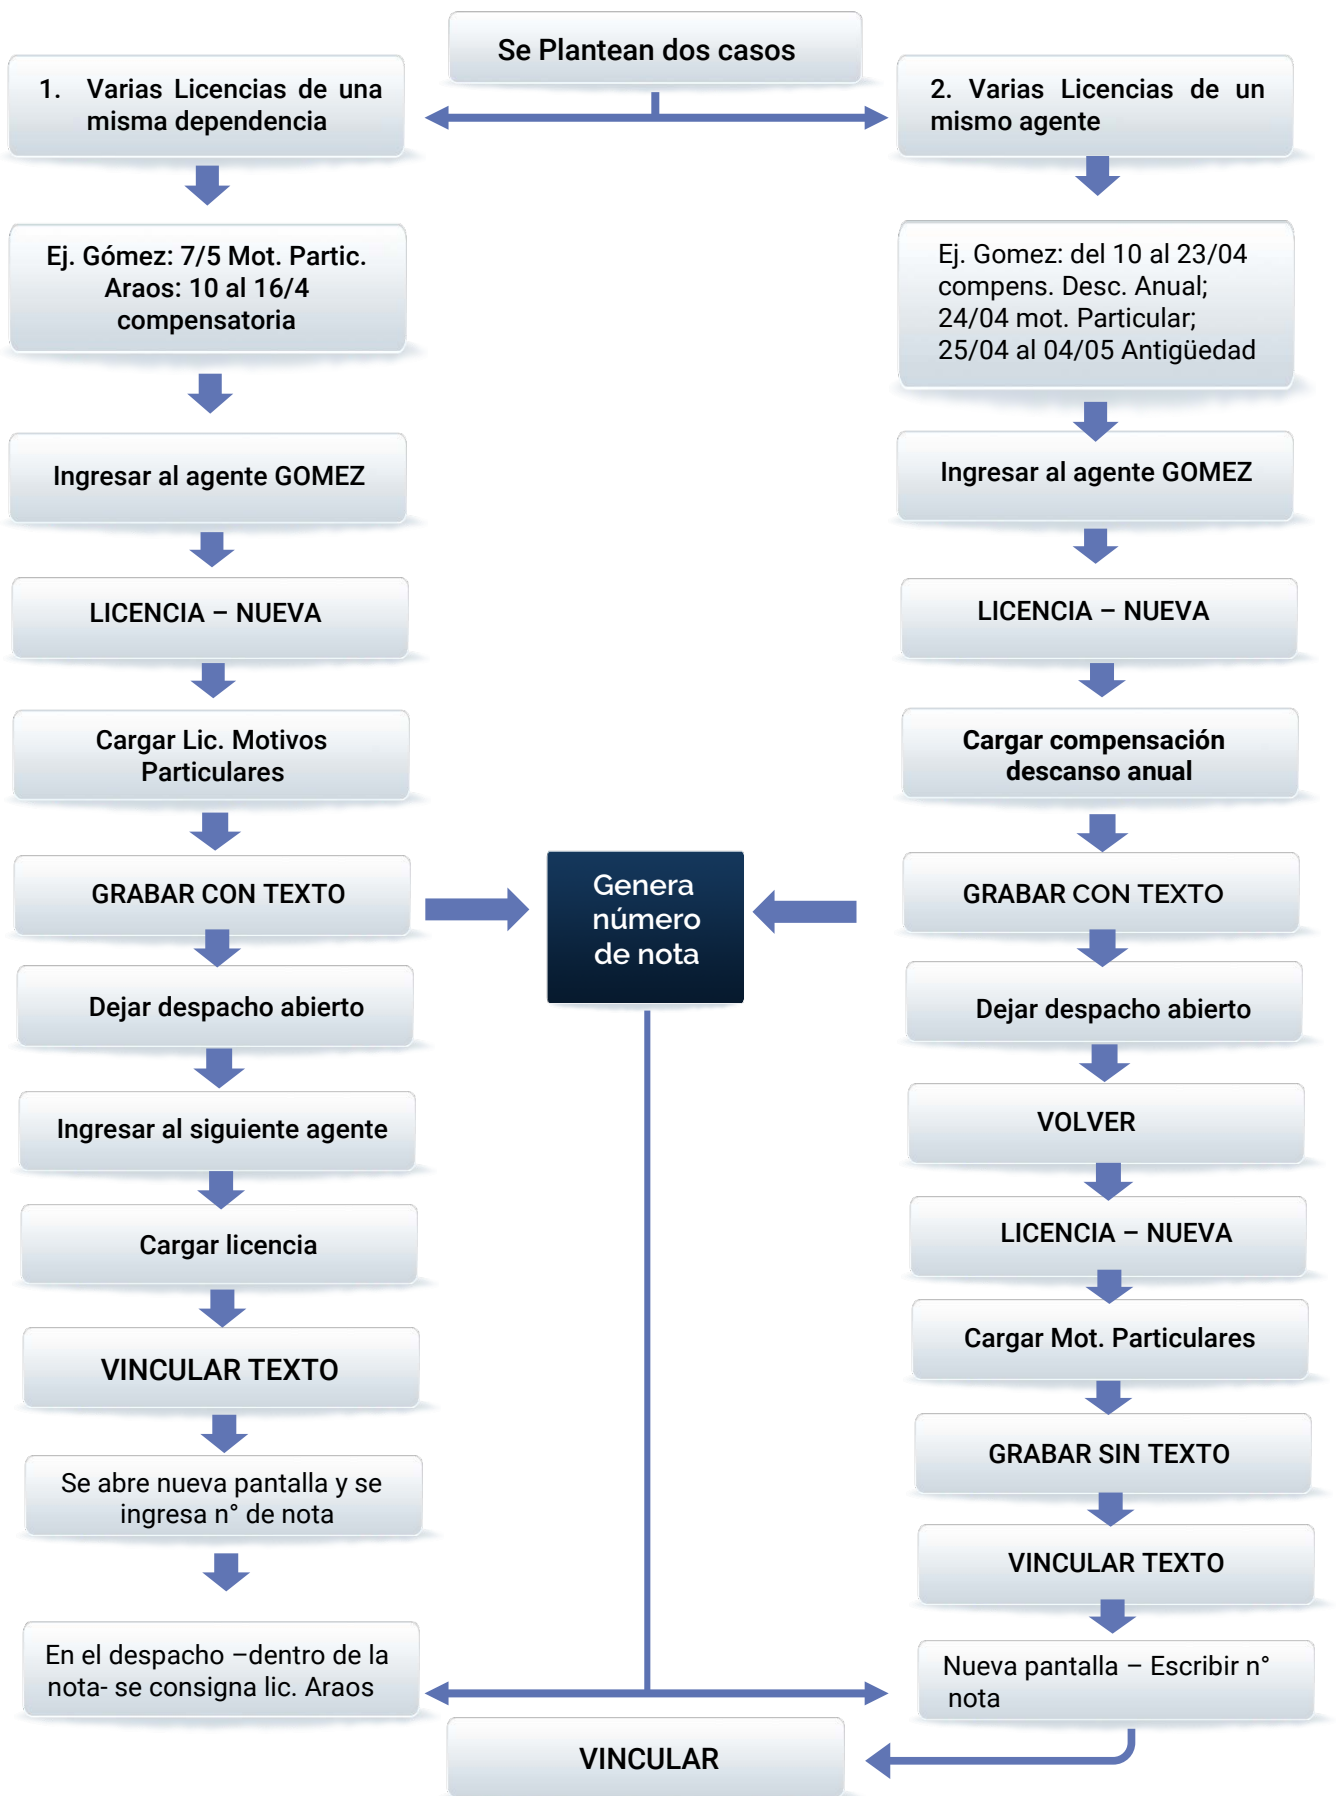 Se Plantean dos casos
1. Varias Licencias de una
misma dependencia
Ej. Gómez: 7/5 Mot. Partic.
Araos: 10 al 16/4
compensatoria
Ingresar al agente GOMEZ
LICENCIA – NUEVA
Cargar Lic. Motivos
Particulares
GRABAR CON TEXTO
Dejar despacho abierto
Ingresar al siguiente agente
Cargar licencia
VINCULAR TEXTO
Se abre nueva pantalla y se
ingresa n° de nota
En el despacho –dentro de la
nota- se consigna lic. Araos
Genera
número
de nota
2. Varias Licencias de un
mismo agente
Ej. Gomez: del 10 al 23/04
compens. Desc. Anual;
24/04 mot. Particular;
25/04 al 04/05 Antigüedad
Ingresar al agente GOMEZ
LICENCIA – NUEVA
Cargar compensación
descanso anual
GRABAR CON TEXTO
Dejar despacho abierto
VOLVER
LICENCIA – NUEVA
Cargar Mot. Particulares
GRABAR SIN TEXTO
VINCULAR TEXTO
Nueva pantalla – Escribir n°
nota
VINCULAR